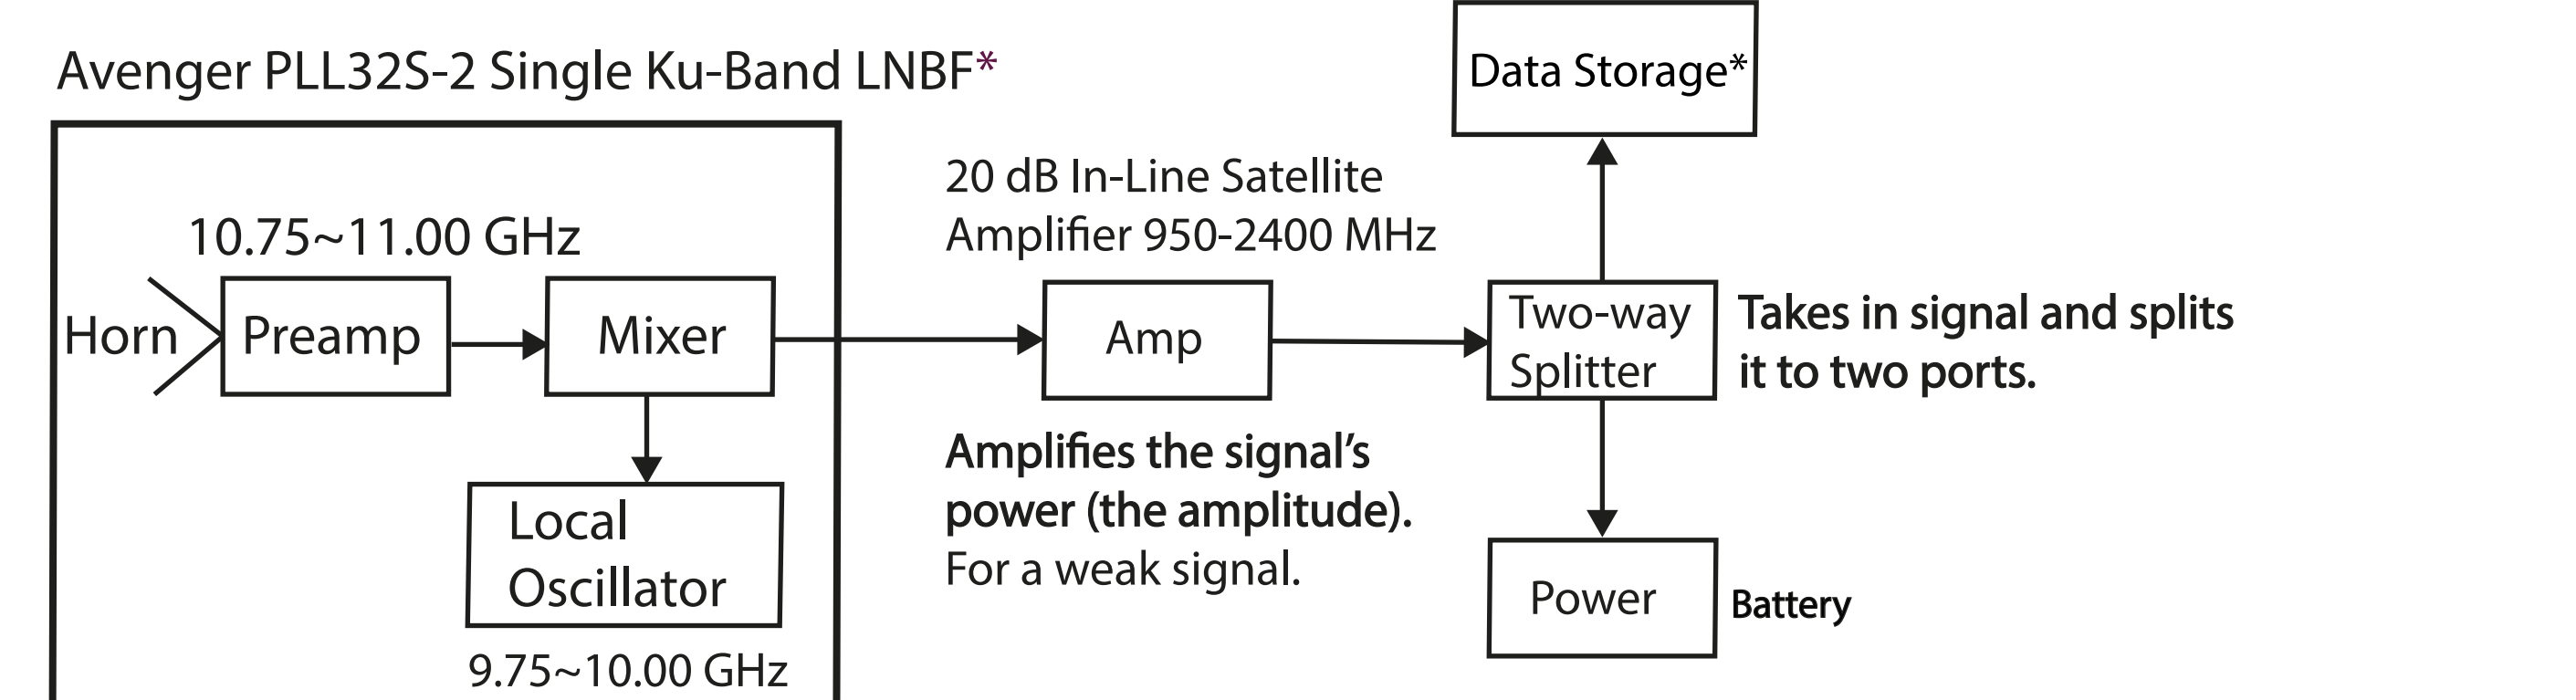 Avenger PLL32S-2 Single Ku-Band LNBF*
Data Storage*
10.75~11.00 GHz
20 dB In-Line Satellite
Amplifier 950-2400 MHz
Horn
Preamp
Mixer
Amp
Two-way
Splitter
Takes in signal and splits
it to two ports.
Local
Oscillator
9.75~10.00 GHz
Amplifies the signal’s
power (the amplitude).
For a weak signal.
Power
Battery